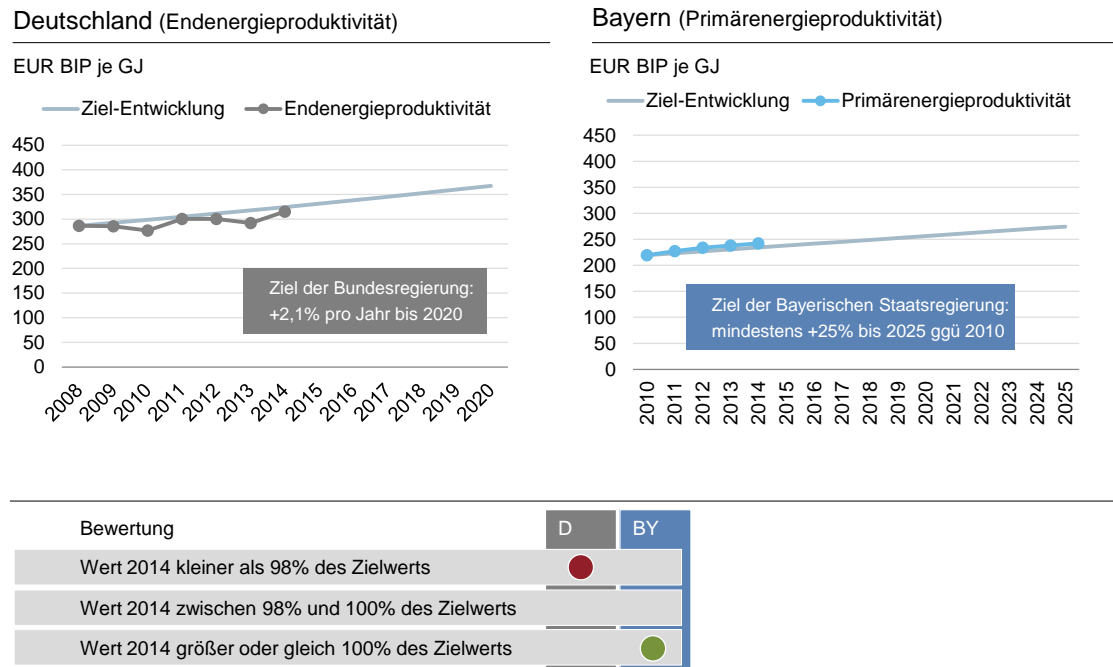 Deutschland (Endenergieproduktivität)
EUR BIP je GJ
Ziel-Entwicklung
Endenergieproduktivität
450
400
350
300
250
200
150
100
50
0
Ziel der Bundesregierung:
+2,1% pro Jahr bis 2020
2008
2009
2010
2011
2012
2013
2014
2015
2016
2017
2018
2019
2020
Bayern (Primärenergieproduktivität)
EUR BIP je GJ
Ziel-Entwicklung
Primärenergieproduktivität
450
400
350
300
250
200
150
100
50
0
Ziel der Bayerischen Staatsregierung:
mindestens +25% bis 2025 ggü 2010
2010
2011
2012
2013
2014
2015
2016
2017
2018
2019
2020
2021
2022
2023
2024
2025
Bewertung
D
BY
Wert 2014 kleiner als 98% des Zielwerts
Wert 2014 zwischen 98% und 100% des Zielwerts
Wert 2014 größer oder gleich 100% des Zielwerts